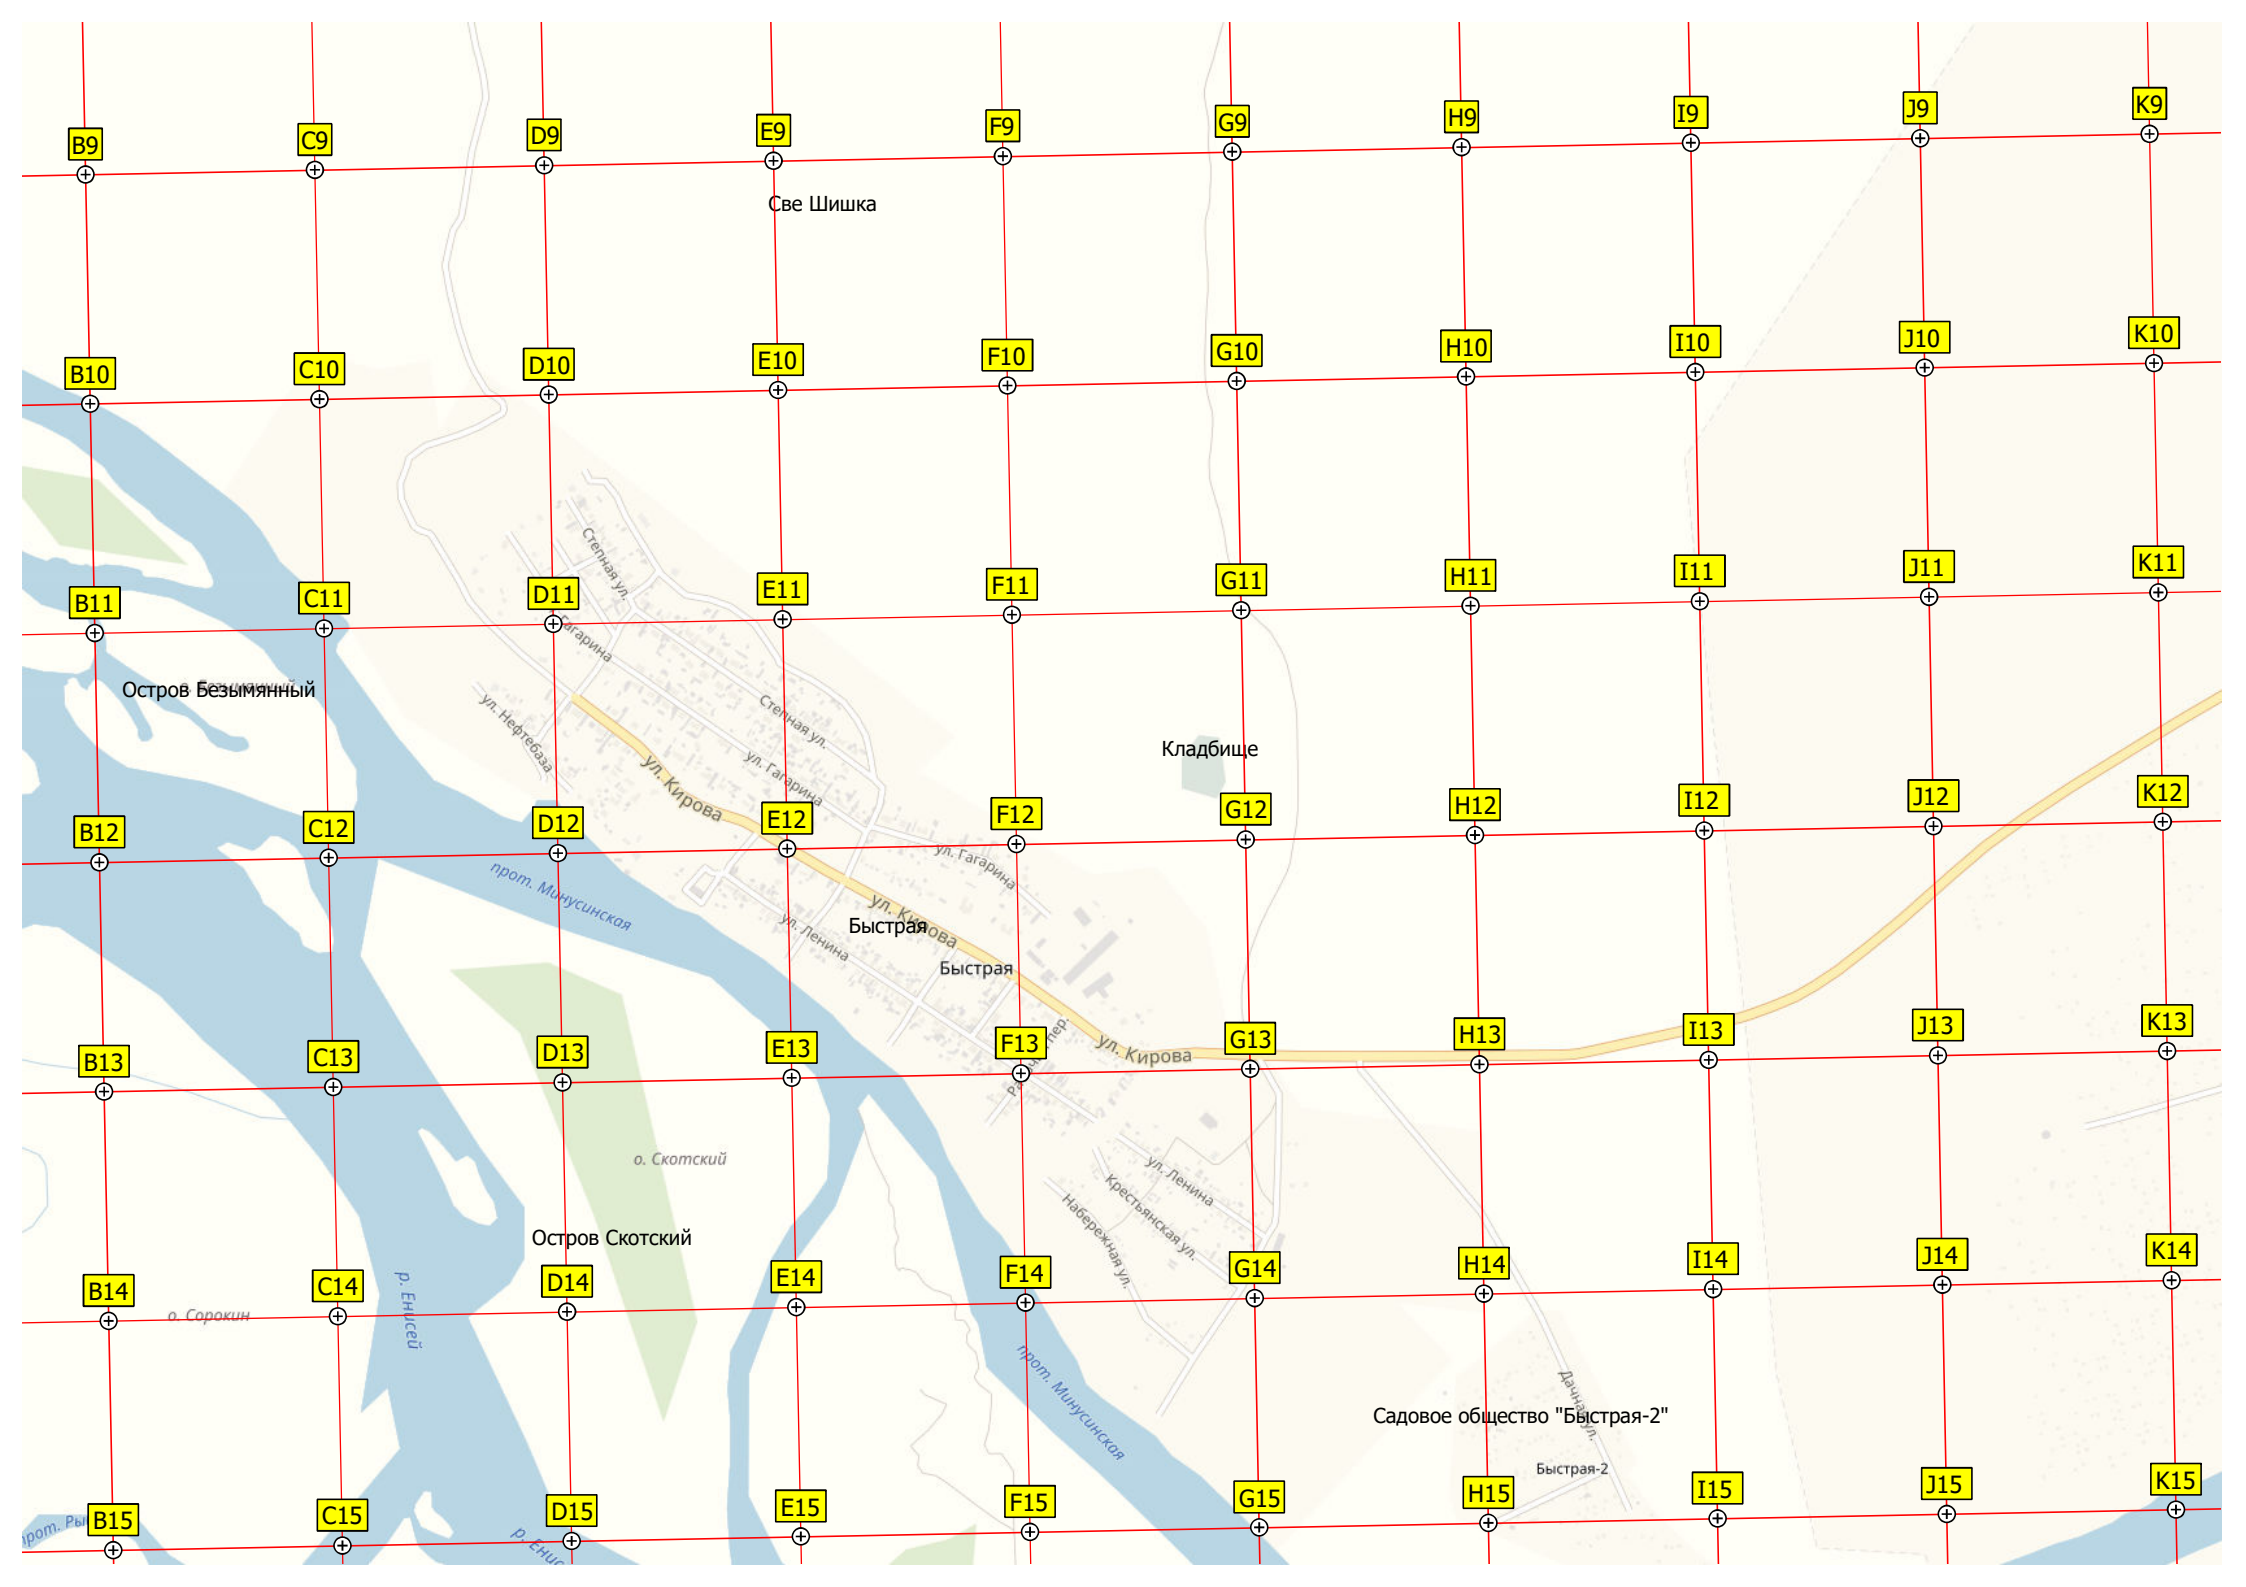 B9
C9
D9
E9
F9
G9
H9
I9
J9
K9
Све Шишка
B10
C10
D10
E10
F10
G10
H10
I10
J10
K10
Степная ул.
B11
C11
D11
E11
F11
G11
H11
I11
J11
K11
Гагарина
о. Безымянный
Остров Безымянный
ул. Нефтебаза
Степная ул.
Кладбище
ул. Гагарина
ул. Кирова
B12
C12
D12
E12
F12
G12
H12
I12
J12
K12
ул. Гагарина
прот. Минусинская
ул. Кирова
Быстрая
ул. Ленина
Быстрая
B13
C13
D13
E13
F13
G13
H13
I13
J13
K13
пер.
ул. Кирова
о. Скотский
ул. Ленина
Крестьянская ул.
Набережная ул.
Остров Скотский
B14
C14
D14
E14
F14
G14
H14
I14
J14
K14
р. Енисей
о. Сорокин
прот. Минусинская
Дачная ул.
Садовое общество "Быстрая-2"
Быстрая-2
B15
C15
D15
E15
F15
G15
H15
I15
J15
K15